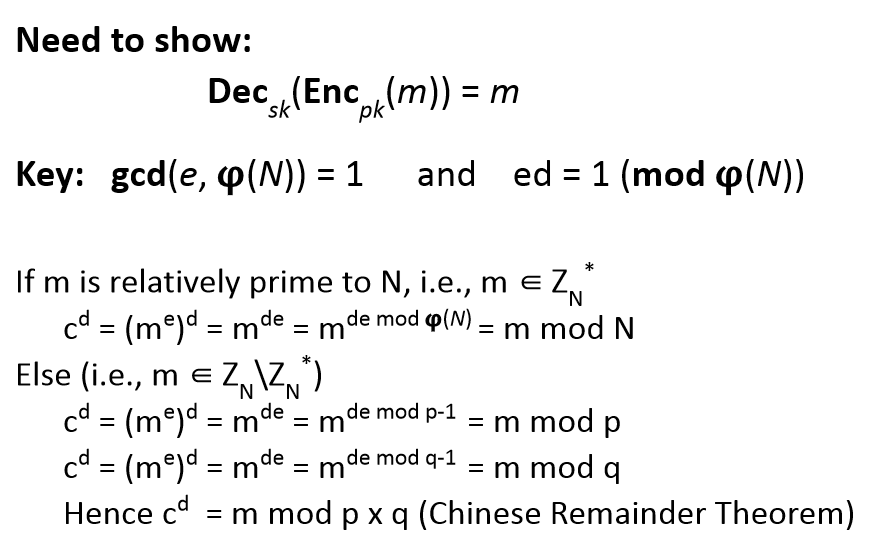 Need to show:
Dec_sk(Enc_pk(m)) = m
Key: gcd(e, φ(N)) = 1 and ed = 1 (mod φ(N))
If m is relatively prime to N, i.e., m ∈ Z_N^*
c^d = (m^e)^d = m^de = m^de mod φ(N) = m mod N
Else (i.e., m ∈ Z_N\Z_N^*)
c^d = (m^e)^d = m^de = m^de mod p-1 = m mod p
c^d = (m^e)^d = m^de = m^de mod q-1 = m mod q
Hence c^d = m mod p x q (Chinese Remainder Theorem)